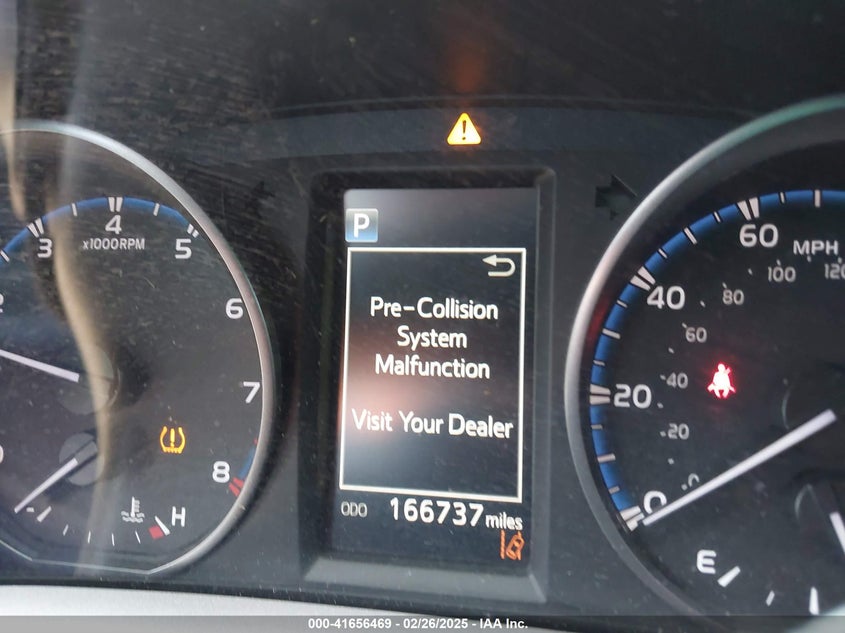 P
Pre-Collision
System
Malfunction
Visit Your Dealer
ODO 166737 miles
3 4 5 6 7 8
x1000RPM
H
0 20 40 60
MPH
0 20 40 60 80 100 120
E
000-41656469 - 02/26/2025 - IAA Inc.